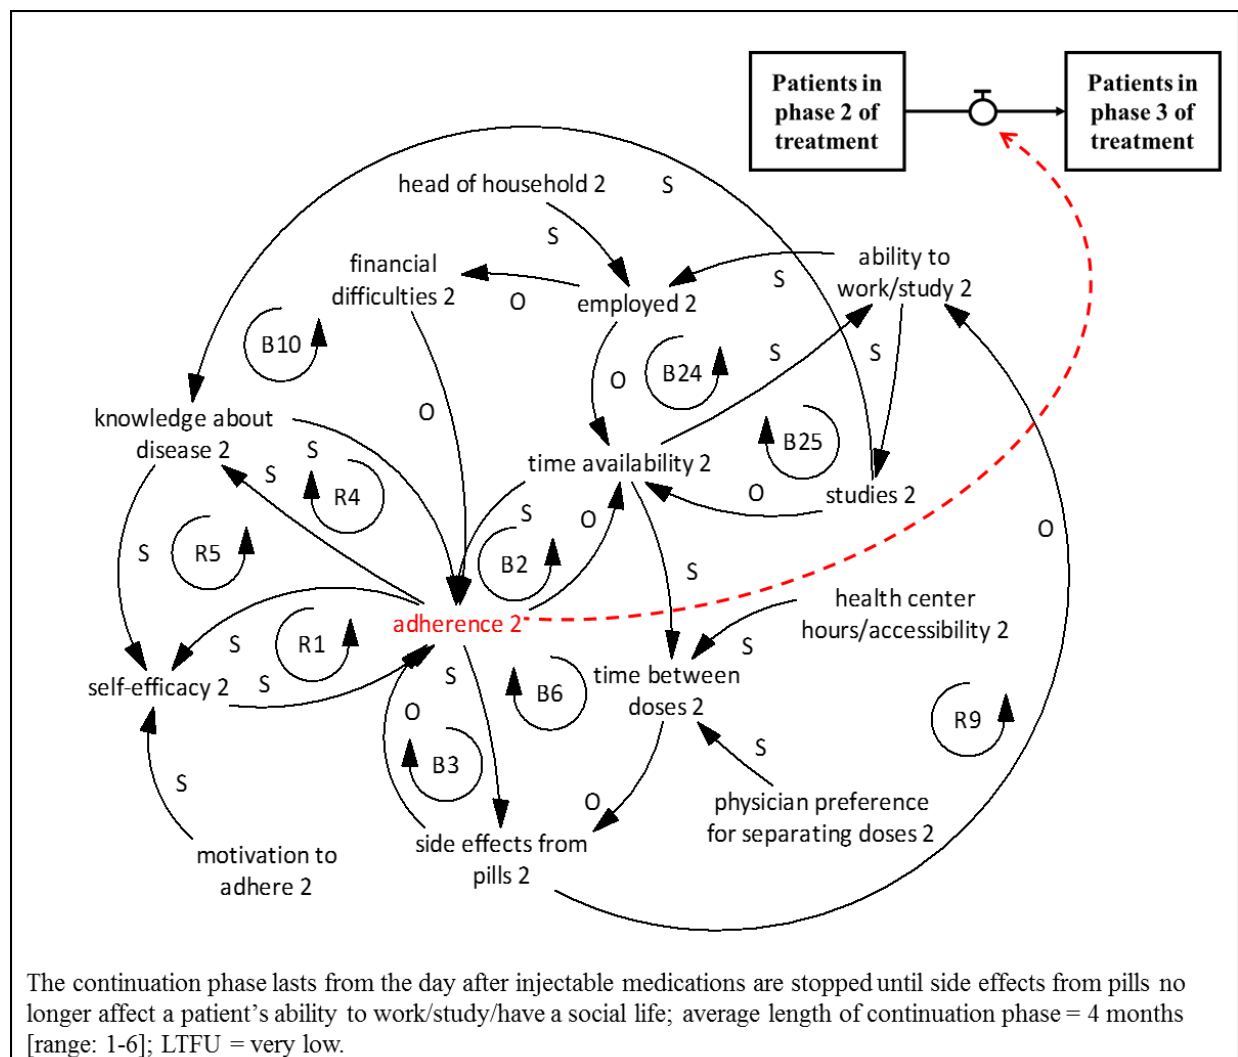 Patients in
phase 2 of
treatment
Patients in
phase 3 of
treatment
head of household 2
S
S
financial
difficulties 2
O
employed 2
S
ability to
work/study 2
B10
O
B24
S
S
O
knowledge about
disease 2
S
S
R4
time availability 2
B25
studies 2
O
S
R5
S
B2
O
S
O
adherence 2
health center
hours/accessibility 2
S
S
R1
S
self-efficacy 2
S
O
B6
time between
doses 2
R9
B3
S
S
O
physician preference
for separating doses 2
motivation to
adhere 2
side effects from
pills 2
The continuation phase lasts from the day after injectable medications are stopped until side effects from pills no
longer affect a patient's ability to work/study/have a social life; average length of continuation phase = 4 months
[range: 1-6]; LTFU = very low.